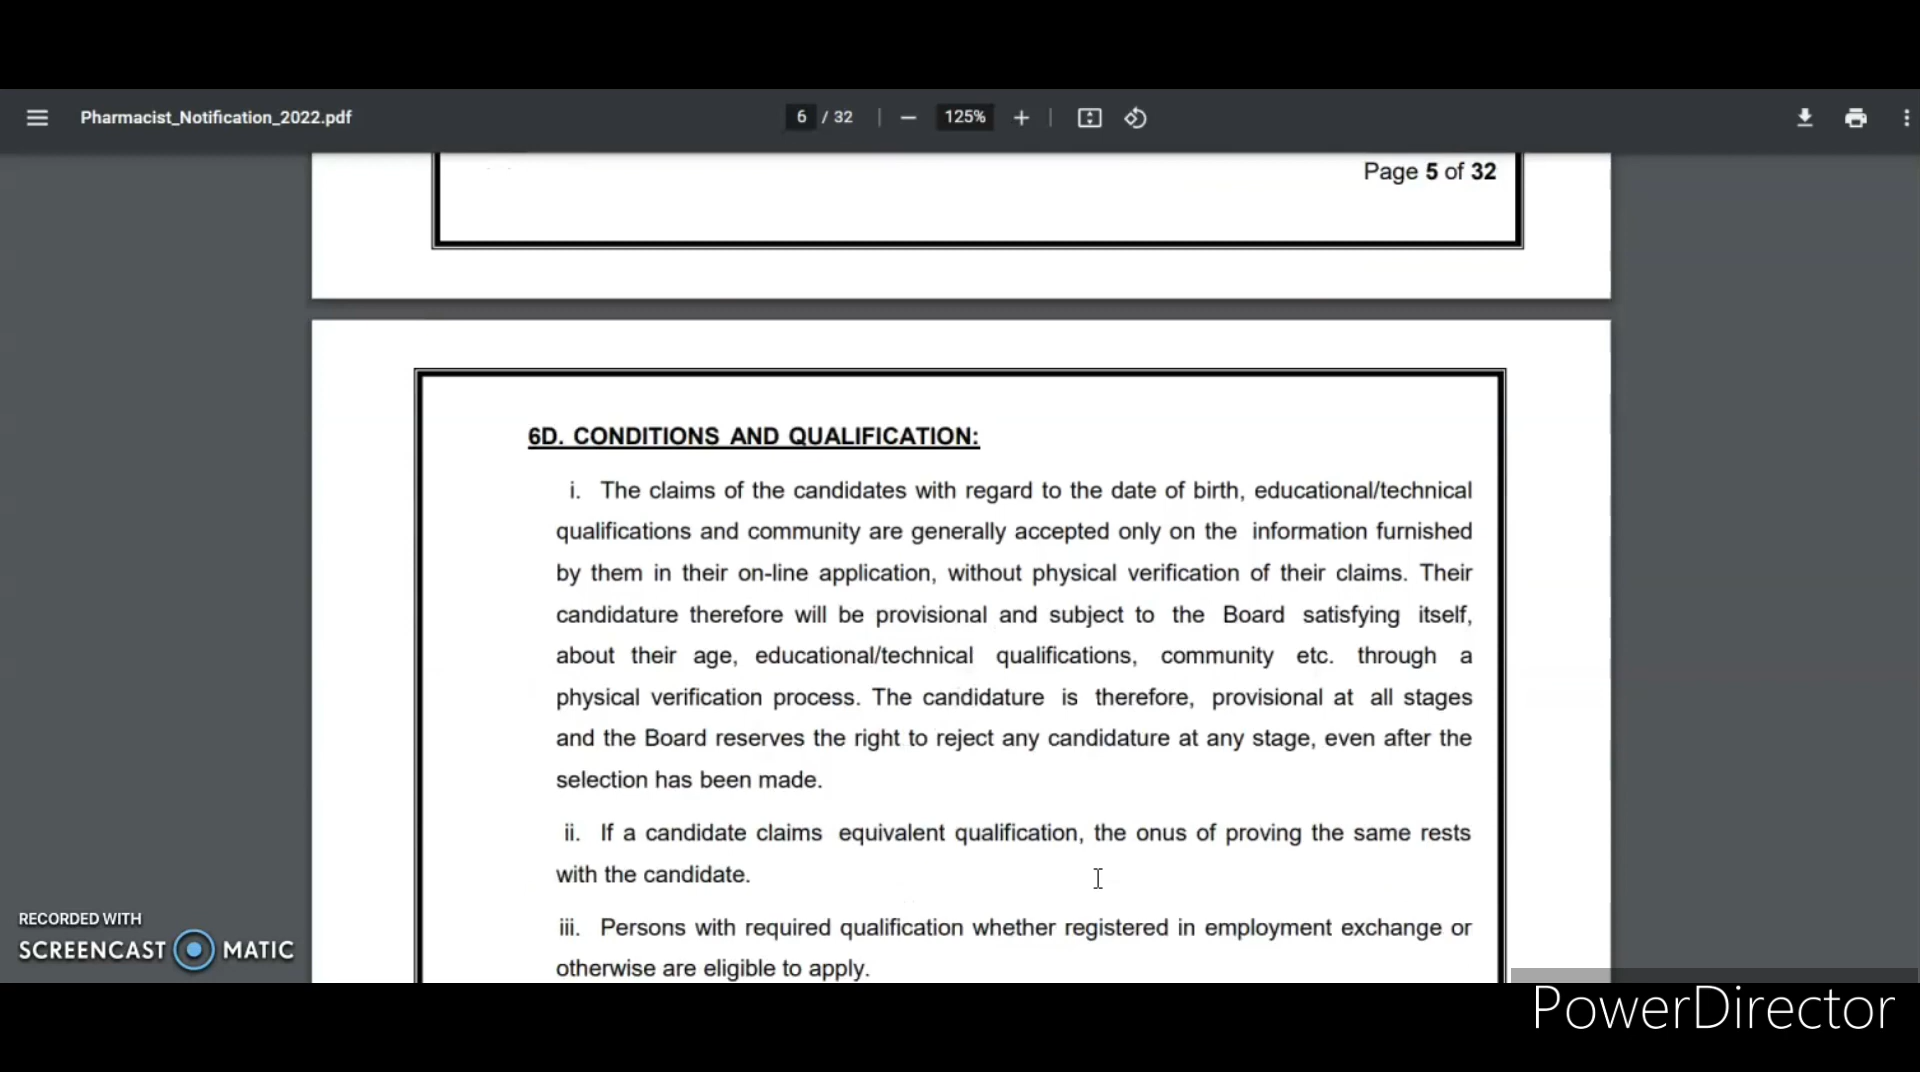 Pharmacist_Notification_2022.pdf
6 / 32
125%
Page 5 of 32
6D. CONDITIONS AND QUALIFICATION:
i. The claims of the candidates with regard to the date of birth, educational/technical
qualifications and community are generally accepted only on the information furnished
by them in their on-line application, without physical verification of their claims. Their
candidature therefore will be provisional and subject to the Board satisfying itself,
about their age, educational/technical qualifications, community etc. through a
physical verification process. The candidature is therefore, provisional at all stages
and the Board reserves the right to reject any candidature at any stage, even after the
selection has been made.
ii. If a candidate claims equivalent qualification, the onus of proving the same rests
with the candidate.
iii. Persons with required qualification whether registered in employment exchange or
otherwise are eligible to apply.
RECORDED WITH
SCREENCAST MATIC
PowerDirector